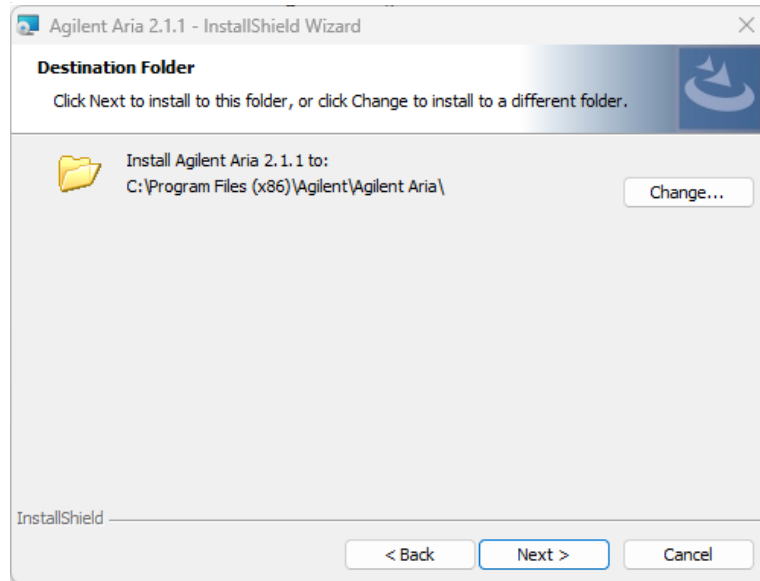 Agilent Aria 2.1.1 - InstallShield Wizard
Destination Folder
Click Next to install to this folder, or click Change to install to a different folder.
Install Agilent Aria 2.1.1 to:
C:\Program Files (x86)\Agilent\Agilent Aria\
Change...
InstallShield
< Back
Next >
Cancel